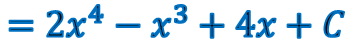 = 2x⁴ − x³ + 4x + C